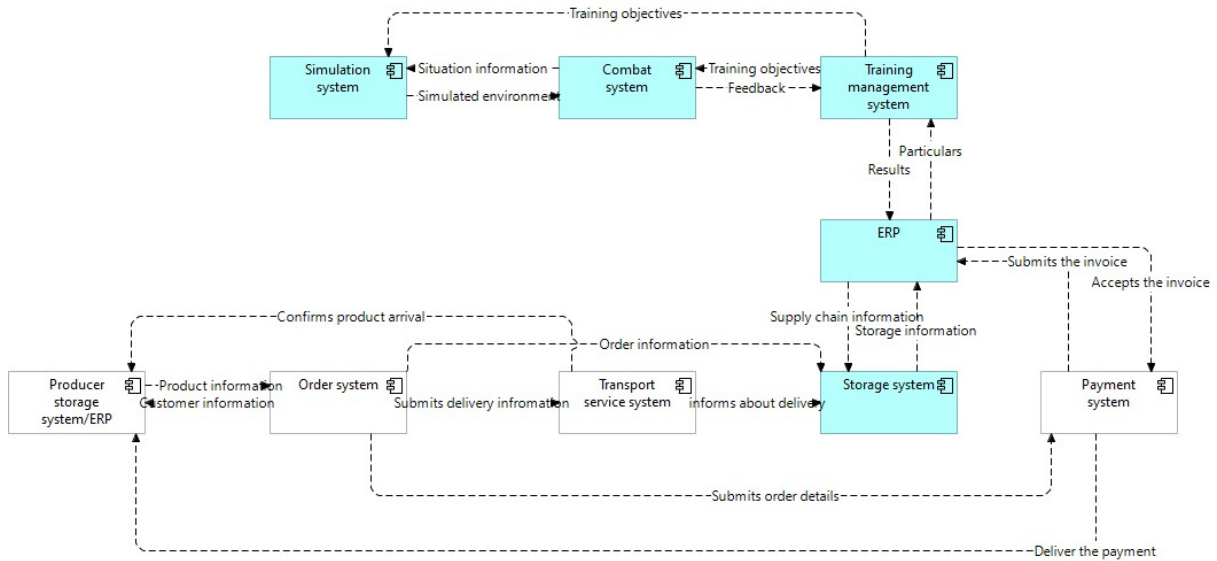 Training objectives
Simulation
system
Situation information
Simulated environment
Combat
system
Training objectives
Feedback
Training
management
system
Particulars
Results
ERP
Submits the invoice
Accepts the invoice
Supply chain information
Storage information
Confirms product arrival
Order information
Producer
storage
system/ERP
Product information
Customer information
Order system
Submits delivery infromation
Transport
service system
informs about delivery
Storage system
Payment
system
Submits order details
Deliver the payment